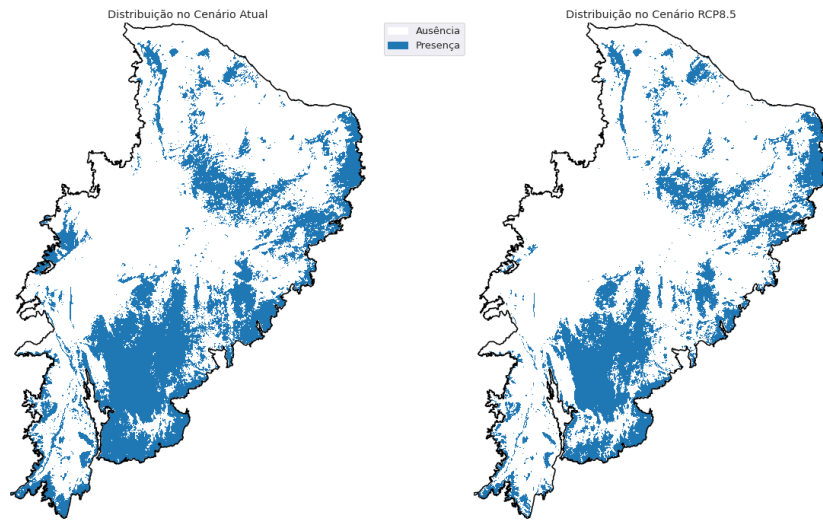 Distribuição no Cenário Atual
Ausência
Presença
Distribuição no Cenário RCP8.5